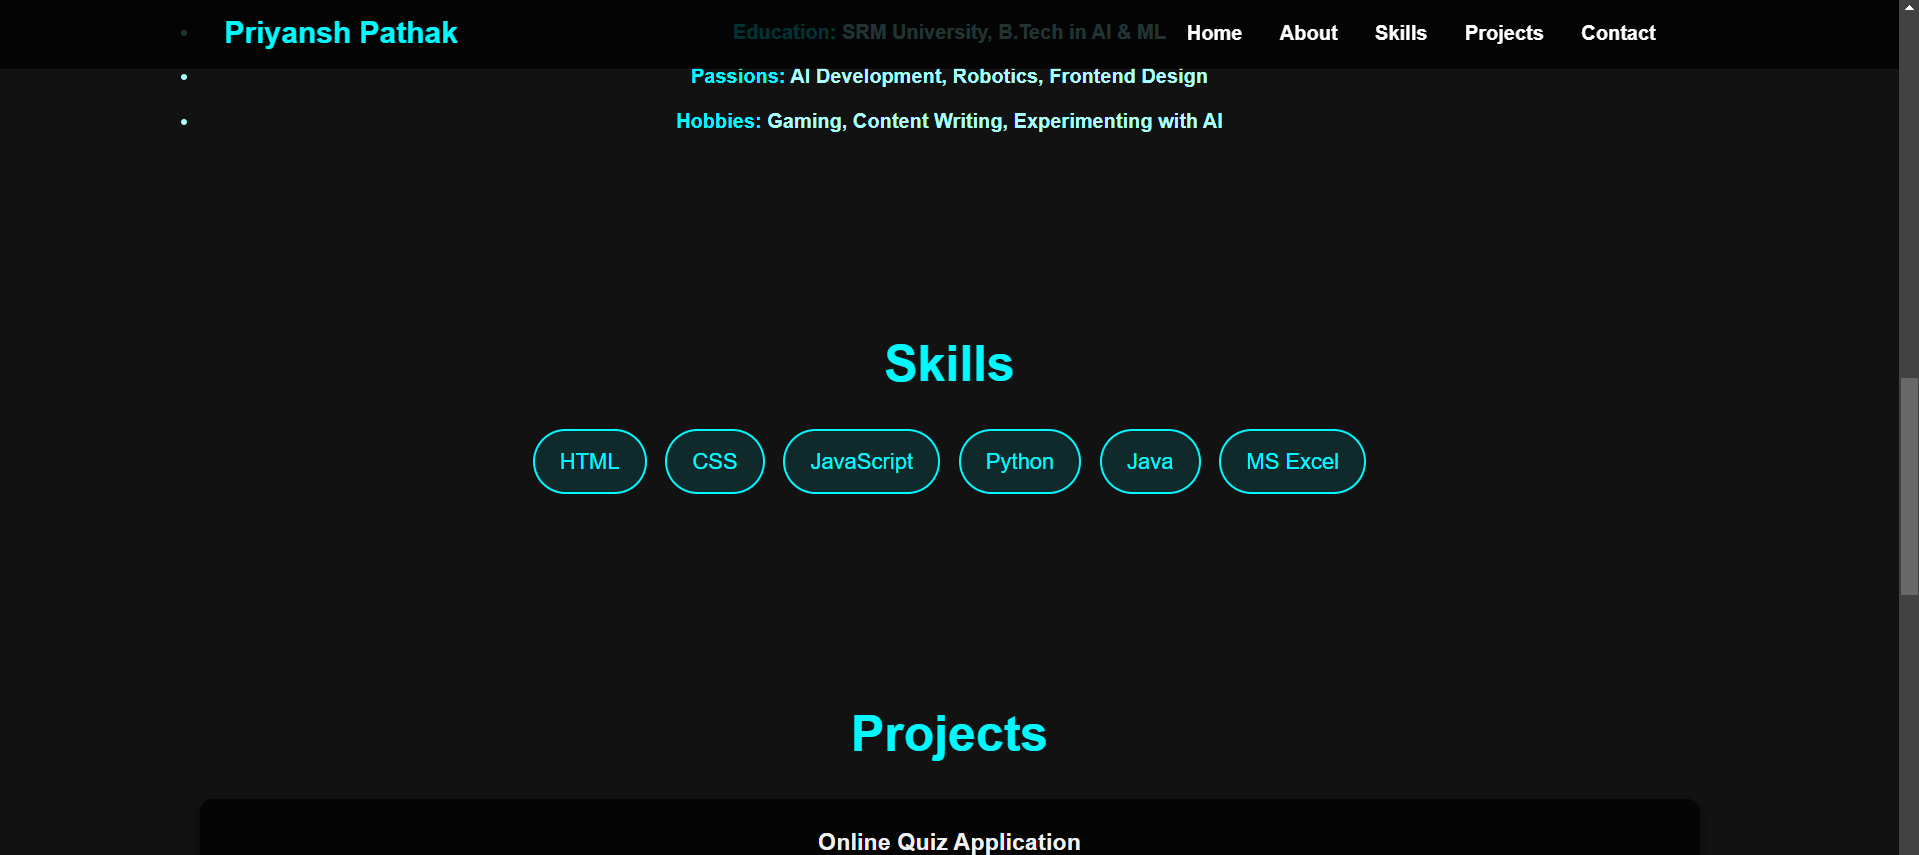 Priyansh Pathak
Education: SRM University, B.Tech in AI & ML
Home About Skills Projects Contact
Passions: AI Development, Robotics, Frontend Design
Hobbies: Gaming, Content Writing, Experimenting with AI
Skills
HTML CSS JavaScript Python Java MS Excel
Projects
Online Quiz Application